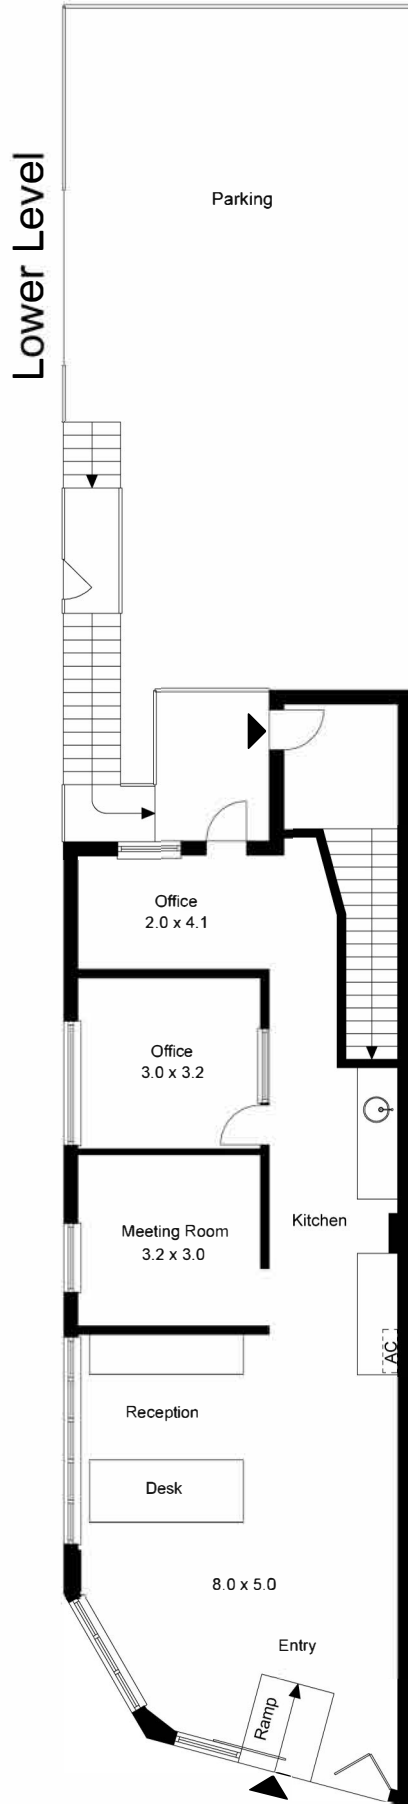 Lower Level
Parking
Office
2.0 x 4.1
Office
3.0 x 3.2
Meeting Room
3.2 x 3.0
Kitchen
AC
Reception
Desk
8.0 x 5.0
Entry
Ramp